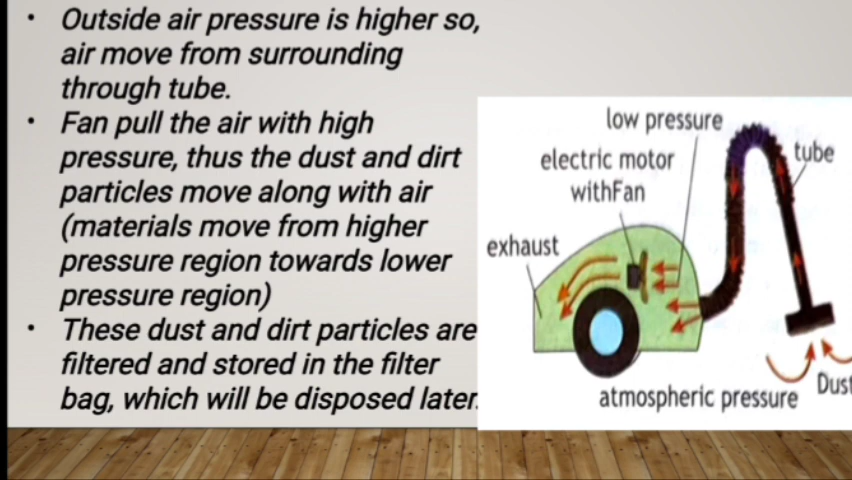 • Outside air pressure is higher so,
air move from surrounding
through tube.
• Fan pull the air with high
pressure, thus the dust and dirt
particles move along with air
(materials move from higher
pressure region towards lower
pressure region)
• These dust and dirt particles are
filtered and stored in the filter
bag, which will be disposed later.
low pressure
electric motor
withFan
tube
exhaust
atmospheric pressure
Dust